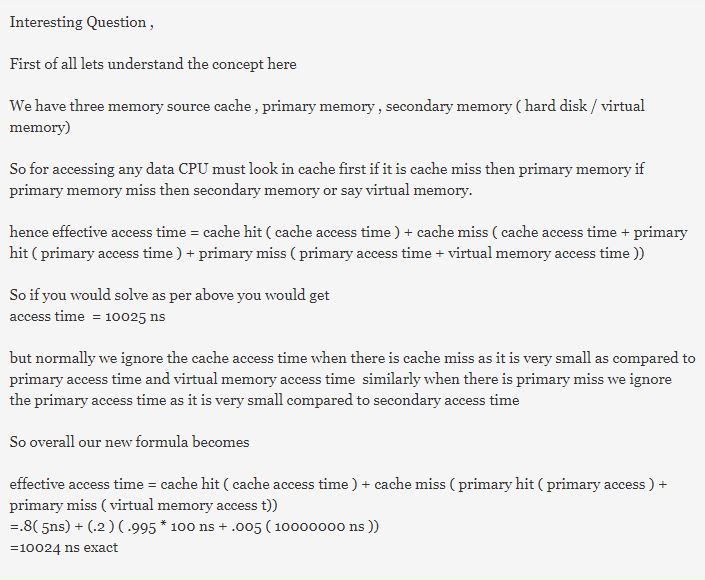 Interesting Question ,
First of all lets understand the concept here
We have three memory source cache , primary memory , secondary memory ( hard disk / virtual
memory)
So for accessing any data CPU must look in cache first if it is cache miss then primary memory if
primary memory miss then secondary memory or say virtual memory.
hence effective access time = cache hit ( cache access time ) + cache miss ( cache access time + primary
hit ( primary access time ) + primary miss ( primary access time + virtual memory access time ))
So if you would solve as per above you would get
access time  = 10025 ns
but normally we ignore the cache access time when there is cache miss as it is very small as compared to
primary access time and virtual memory access time  similarly when there is primary miss we ignore
the primary access time as it is very small compared to secondary access time
So overall our new formula becomes
effective access time = cache hit ( cache access time ) + cache miss ( primary hit ( primary access ) +
primary miss ( virtual memory access t))
=.8( 5ns) + (.2 ) ( .995 * 100 ns + .005 ( 10000000 ns ))
=10024 ns exact